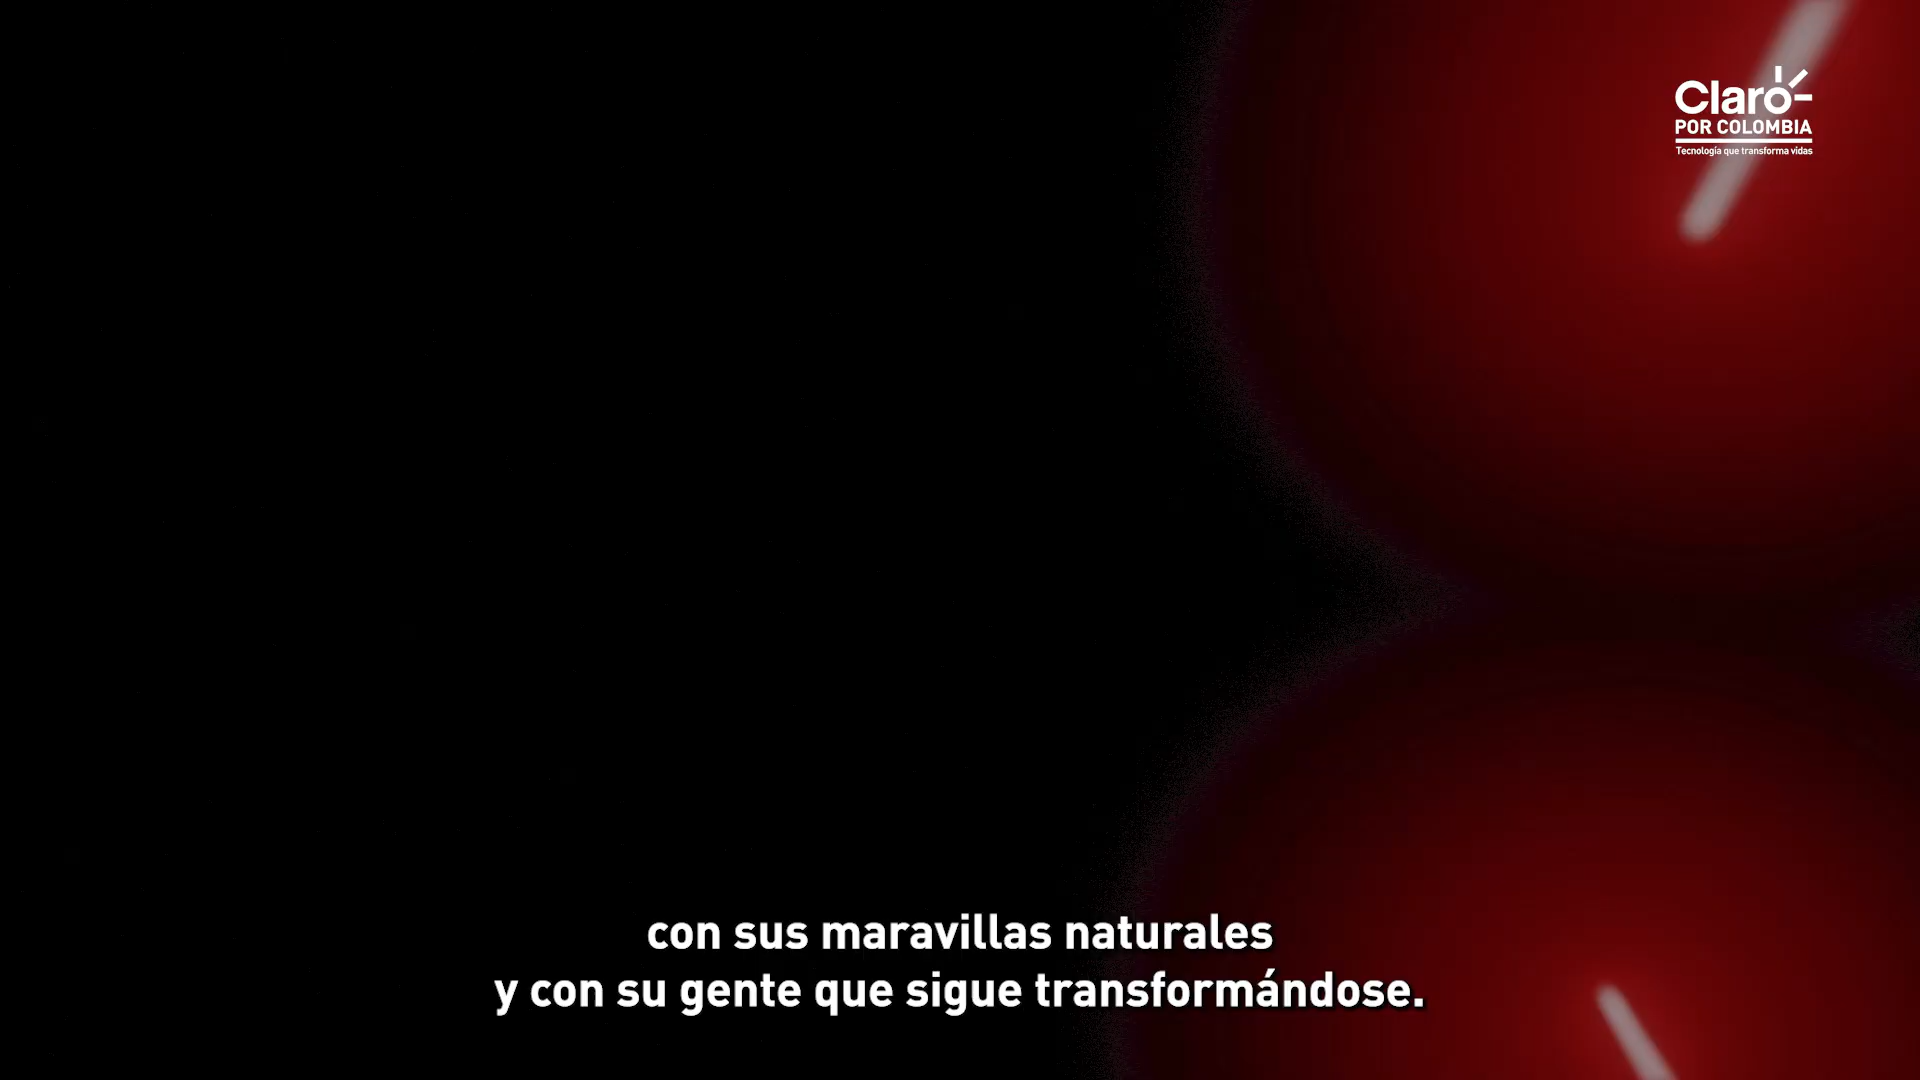 Claro-
POR COLOMBIA
Tecnología que transforma vidas
con sus maravillas naturales
y con su gente que sigue transformándose.